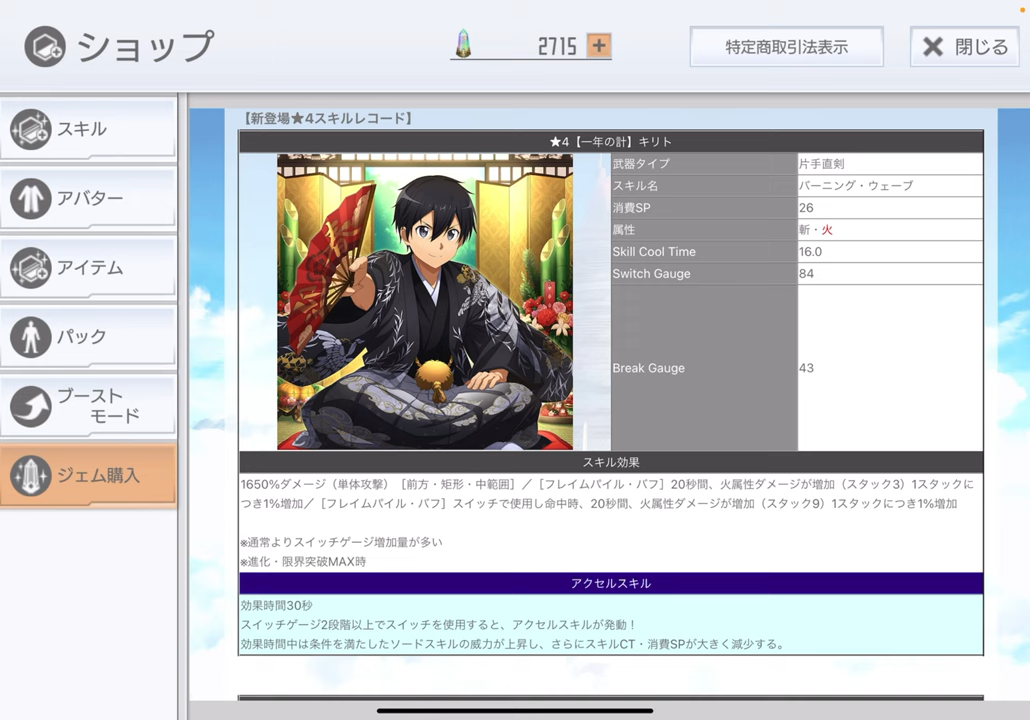 ショップ
2715
特定商取引法表示
閉じる
スキル
アバター
アイテム
パック
ブースト
モード
ジェム購入
【新登場★4スキルレコード】
★4【一年の計】キリト
武器タイプ 片手直剣
スキル名 バーニング・ウェーブ
消費SP 26
属性 斬・火
Skill Cool Time 16.0
Switch Gauge 84
Break Gauge 43
スキル効果
1650%ダメージ（単体攻撃）［前方・矩形・中範囲］／［フレイムパイル・バフ］20秒間、火属性ダメージが増加（スタック3）1スタックに
つき1%増加／［フレイムパイル・バフ］スイッチで使用し命中時、20秒間、火属性ダメージが増加（スタック9）1スタックにつき1%増加
※通常よりスイッチゲージ増加量が多い
※進化・限界突破MAX時
アクセルスキル
効果時間30秒
スイッチゲージ2段階以上でスイッチを使用すると、アクセルスキルが発動！
効果時間中は条件を満たしたソードスキルの威力が上昇し、さらにスキルCT・消費SPが大きく減少する。